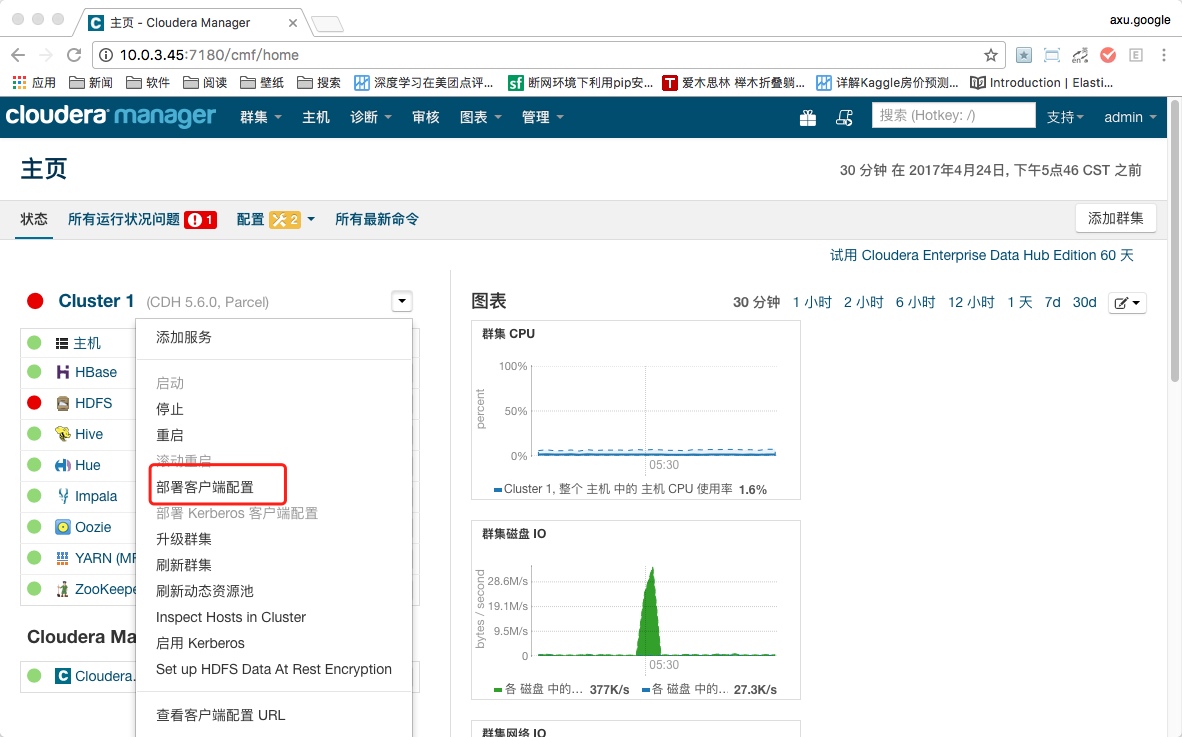 主页 - Cloudera Manager
axu.google
10.0.3.45:7180/cmf/home
应用 新闻 软件 阅读 壁纸 搜索 深度学习在美团点评... 断网环境下利用pip安... 爱木思林 榉木折叠躺... 详解Kaggle房价预测... Introduction | Elasti...
cloudera manager 群集 主机 诊断 审核 图表 管理 搜索 (Hotkey: /) 支持 admin
主页
30 分钟 在 2017年4月24日, 下午5点46 CST 之前
状态 所有运行状况问题 1 配置 2 所有最新命令 添加群集
试用 Cloudera Enterprise Data Hub Edition 60 天
Cluster 1 (CDH 5.6.0, Parcel)
主机
HBase
HDFS
Hive
Hue
Impala
Oozie
YARN (MR
ZooKeepe
Cloudera Ma
Cloudera.
添加服务
启动
停止
重启
滚动重启
部署客户端配置
部署 Kerberos 客户端配置
升级群集
刷新群集
刷新动态资源池
Inspect Hosts in Cluster
启用 Kerberos
Set up HDFS Data At Rest Encryption
查看客户端配置 URL
图表 30 分钟 1 小时 2 小时 6 小时 12 小时 1 天 7d 30d
群集 CPU
percent
100%
50%
0%
05:30
Cluster 1, 整个 主机 中的 主机 CPU 使用率 1.6%
群集磁盘 IO
bytes / second
28.6M/s
19.1M/s
9.5M/s
0
05:30
各 磁盘 中的... 377K/s 各 磁盘 中的... 27.3K/s
群集网络 IO